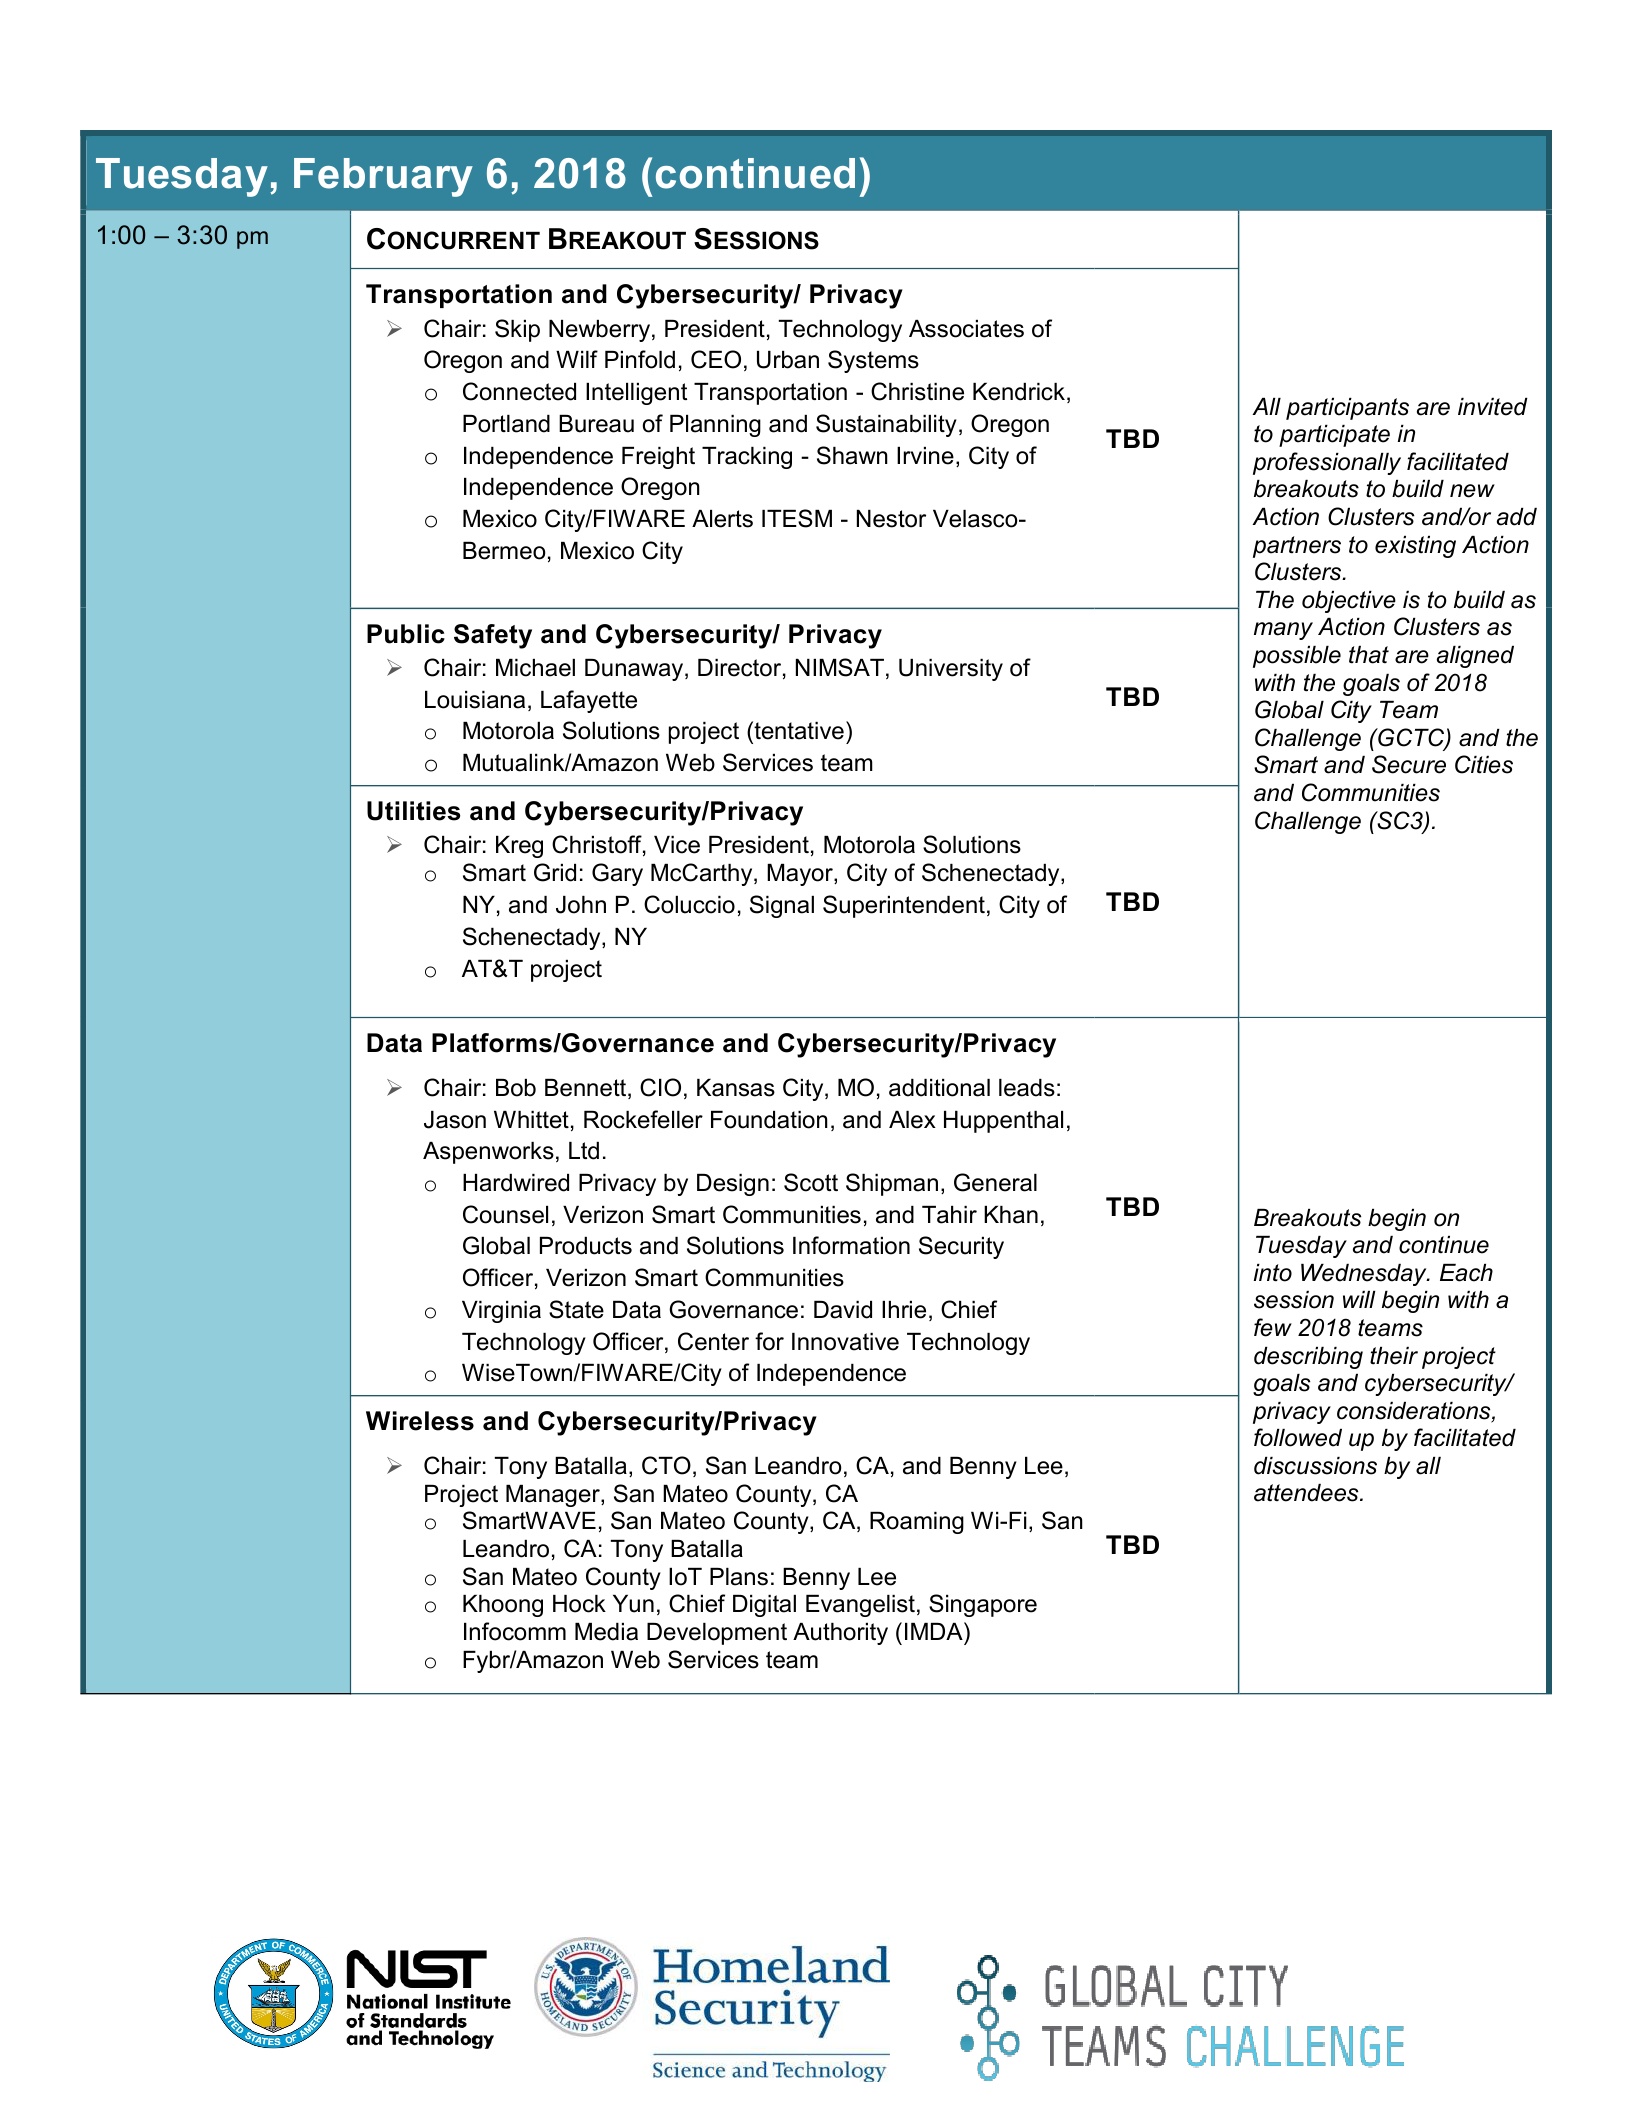 Tuesday, February 6, 2018 (continued)
1:00 – 3:30 pm
CONCURRENT BREAKOUT SESSIONS
Transportation and Cybersecurity/ Privacy
➢ Chair: Skip Newberry, President, Technology Associates of
Oregon and Wilf Pinfold, CEO, Urban Systems
o Connected Intelligent Transportation - Christine Kendrick,
Portland Bureau of Planning and Sustainability, Oregon
o Independence Freight Tracking - Shawn Irvine, City of
Independence Oregon
o Mexico City/FIWARE Alerts ITESM - Nestor Velasco-
Bermeo, Mexico City
TBD
Public Safety and Cybersecurity/ Privacy
➢ Chair: Michael Dunaway, Director, NIMSAT, University of
Louisiana, Lafayette
o Motorola Solutions project (tentative)
o Mutualink/Amazon Web Services team
TBD
Utilities and Cybersecurity/Privacy
➢ Chair: Kreg Christoff, Vice President, Motorola Solutions
o Smart Grid: Gary McCarthy, Mayor, City of Schenectady,
NY, and John P. Coluccio, Signal Superintendent, City of
Schenectady, NY
o AT&T project
TBD
All participants are invited
to participate in
professionally facilitated
breakouts to build new
Action Clusters and/or add
partners to existing Action
Clusters.
The objective is to build as
many Action Clusters as
possible that are aligned
with the goals of 2018
Global City Team
Challenge (GCTC) and the
Smart and Secure Cities
and Communities
Challenge (SC3).
Data Platforms/Governance and Cybersecurity/Privacy
➢ Chair: Bob Bennett, CIO, Kansas City, MO, additional leads:
Jason Whittet, Rockefeller Foundation, and Alex Huppenthal,
Aspenworks, Ltd.
o Hardwired Privacy by Design: Scott Shipman, General
Counsel, Verizon Smart Communities, and Tahir Khan,
Global Products and Solutions Information Security
Officer, Verizon Smart Communities
o Virginia State Data Governance: David Ihrie, Chief
Technology Officer, Center for Innovative Technology
o WiseTown/FIWARE/City of Independence
TBD
Wireless and Cybersecurity/Privacy
➢ Chair: Tony Batalla, CTO, San Leandro, CA, and Benny Lee,
Project Manager, San Mateo County, CA
o SmartWAVE, San Mateo County, CA, Roaming Wi-Fi, San
Leandro, CA: Tony Batalla
o San Mateo County IoT Plans: Benny Lee
o Khoong Hock Yun, Chief Digital Evangelist, Singapore
Infocomm Media Development Authority (IMDA)
o Fybr/Amazon Web Services team
TBD
Breakouts begin on
Tuesday and continue
into Wednesday. Each
session will begin with a
few 2018 teams
describing their project
goals and cybersecurity/
privacy considerations,
followed up by facilitated
discussions by all
attendees.
DEPARTMENT OF COMMERCE
UNITED STATES OF AMERICA
NIST
National Institute
of Standards
and Technology
U.S. DEPARTMENT OF
HOMELAND SECURITY
Homeland
Security
Science and Technology
GLOBAL CITY
TEAMS CHALLENGE